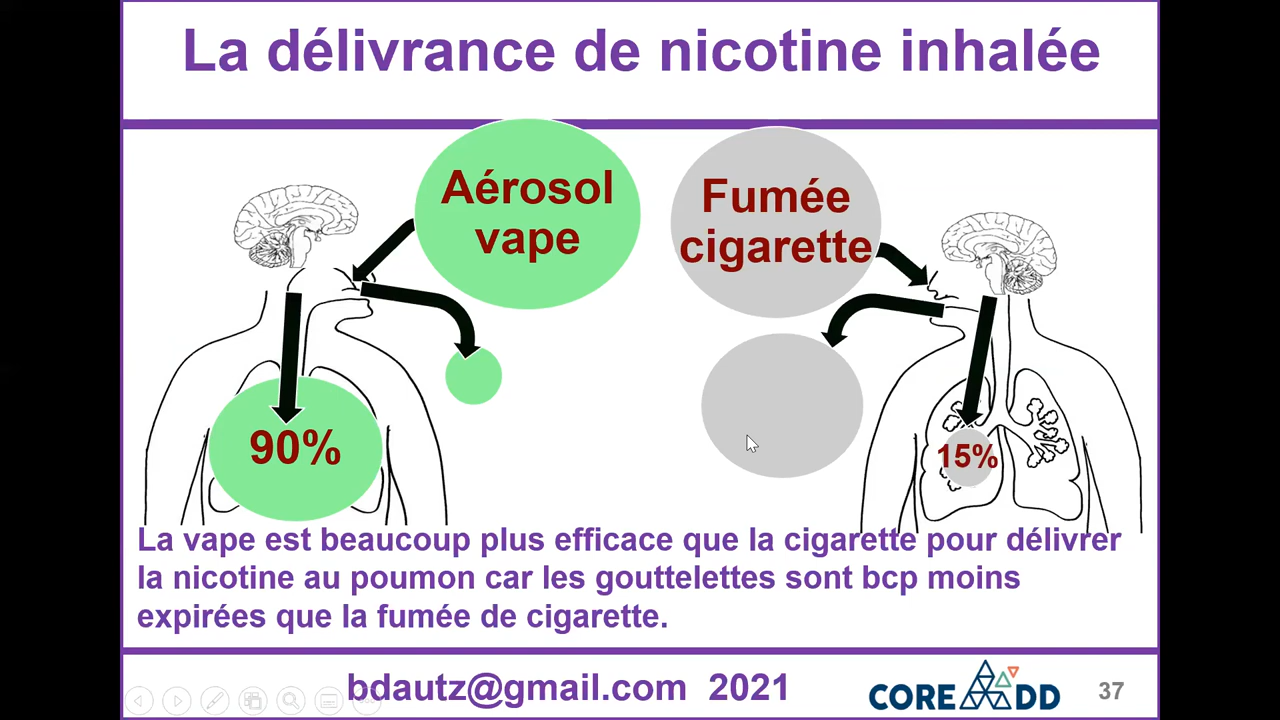 La délivrance de nicotine inhalée
Aérosol
vape
Fumée
cigarette
90%
15%
La vape est beaucoup plus efficace que la cigarette pour délivrer
la nicotine au poumon car les gouttelettes sont bcp moins
expirées que la fumée de cigarette.
bdautz@gmail.com 2021
COREADD
37